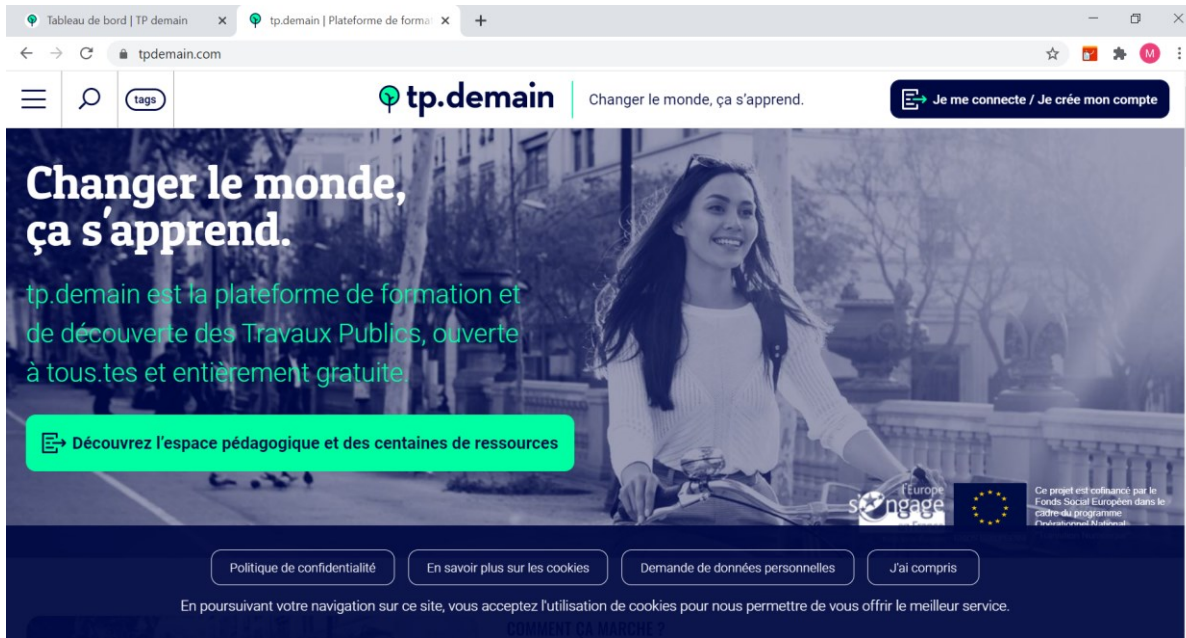 Tableau de bord | TP demain
tp.demain | Plateforme de forma
tpdemain.com
M
tags
tp.demain
Changer le monde, ça s'apprend.
Je me connecte / Je crée mon compte
Changer le monde,
ça s'apprend.
tp.demain est la plateforme de formation et
de découverte des Travaux Publics, ouverte
à tous.tes et entièrement gratuite.
Découvrez l'espace pédagogique et des centaines de ressources
l'Europe
s'engage
en France
Ce projet est cofinancé par le
Fonds Social Européen dans le
cadre du programme
Opérationnel National
Politique de confidentialité
En savoir plus sur les cookies
Demande de données personnelles
J'ai compris
En poursuivant votre navigation sur ce site, vous acceptez l'utilisation de cookies pour nous permettre de vous offrir le meilleur service.
COMMENT ÇA MARCHE ?